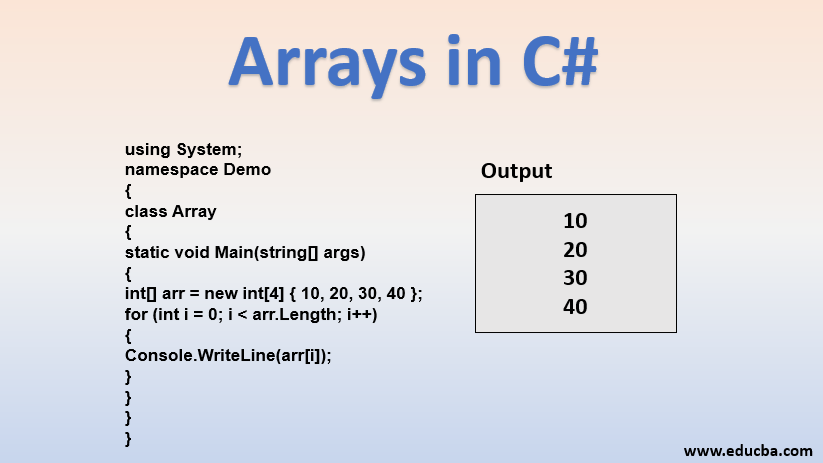 Arrays in C#
using System;
namespace Demo
{
class Array
{
static void Main(string[] args)
{
int[] arr = new int[4] { 10, 20, 30, 40 };
for (int i = 0; i < arr.Length; i++)
{
Console.WriteLine(arr[i]);
}
}
}
}
Output
10
20
30
40
www.educba.com